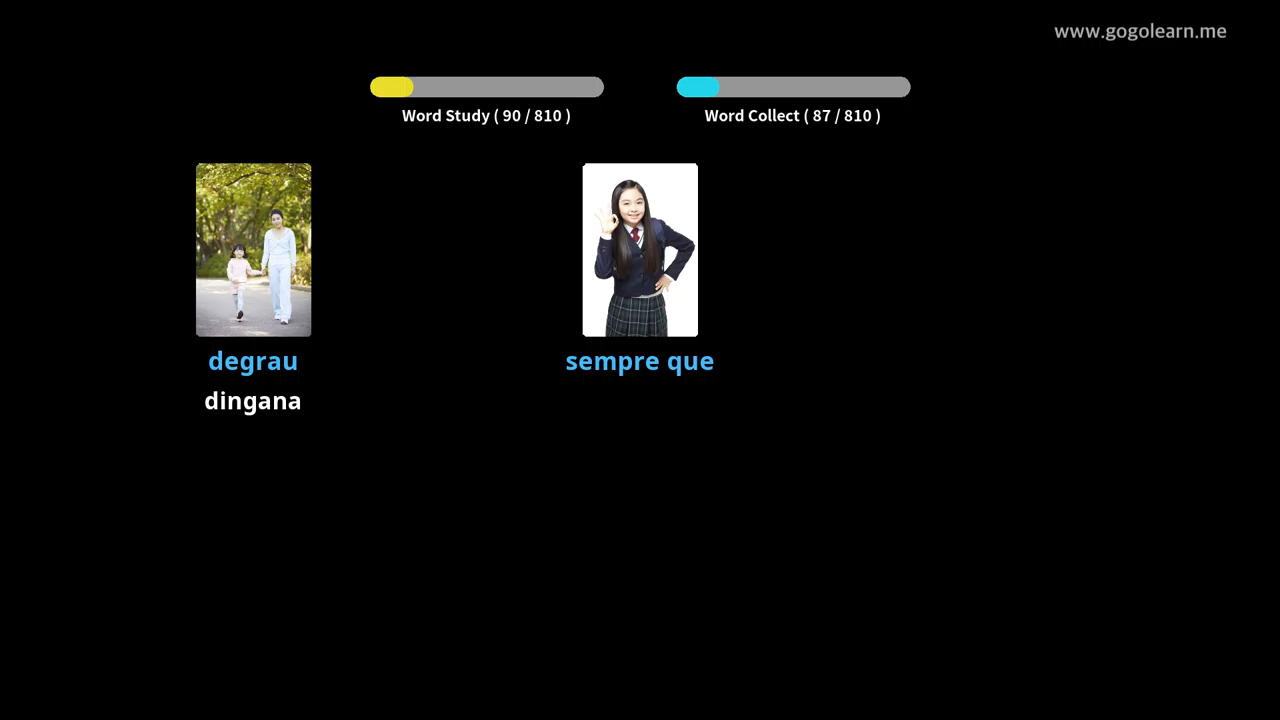 www.gogolearn.me
Word Study ( 90 / 810 )
Word Collect ( 87 / 810 )
degrau
dingana
sempre que